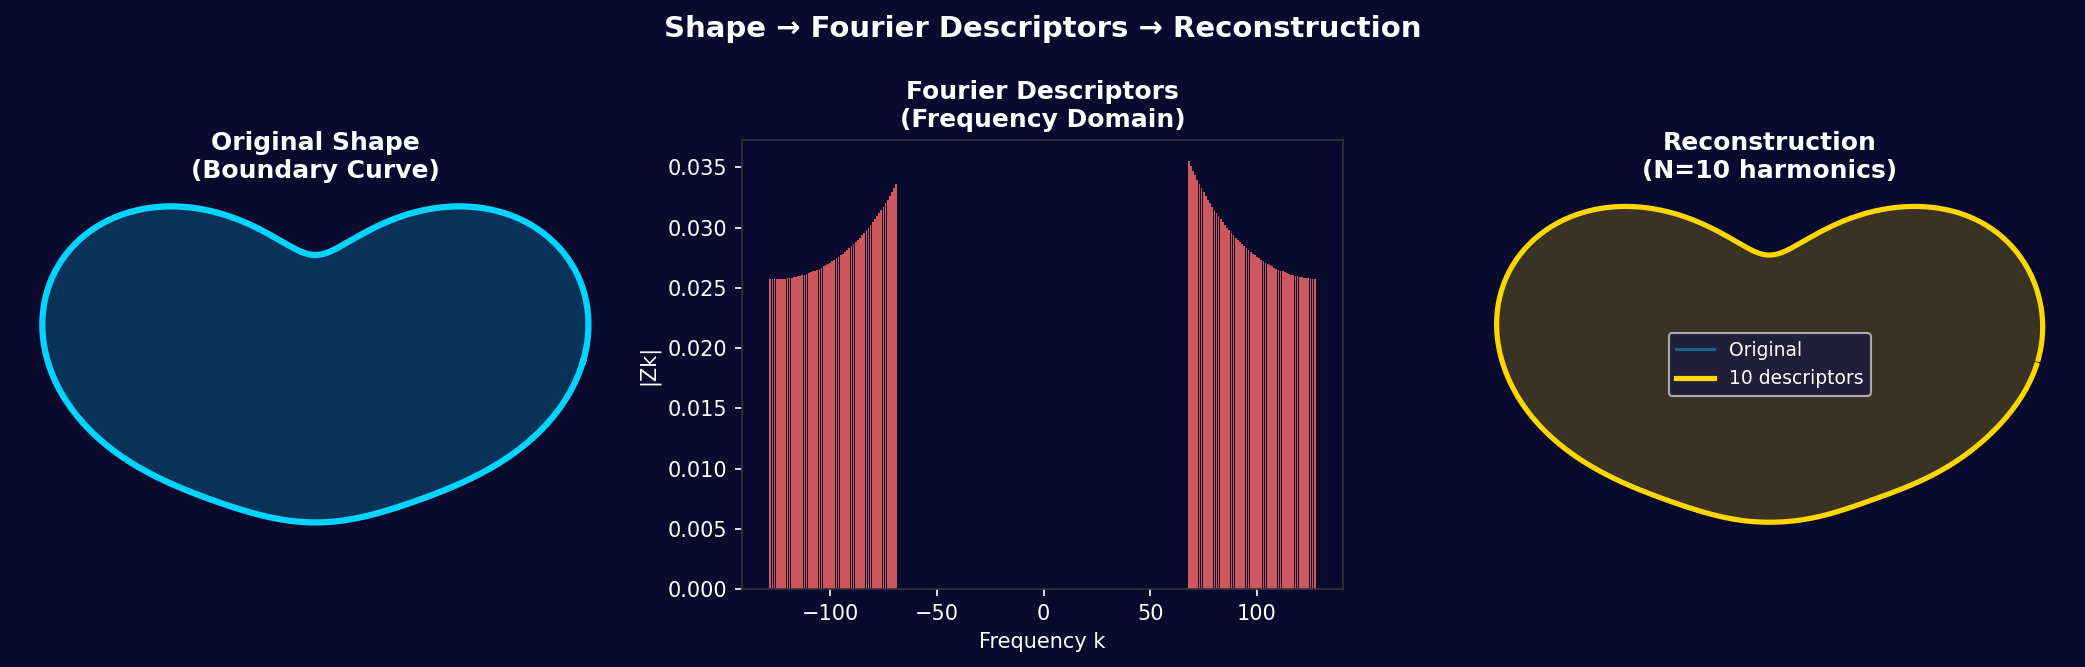 Shape → Fourier Descriptors → Reconstruction
Original Shape
(Boundary Curve)
Fourier Descriptors
(Frequency Domain)
|Zk|
0.035
0.030
0.025
0.020
0.015
0.010
0.005
0.000
−100
−50
0
50
100
Frequency k
Reconstruction
(N=10 harmonics)
Original
10 descriptors